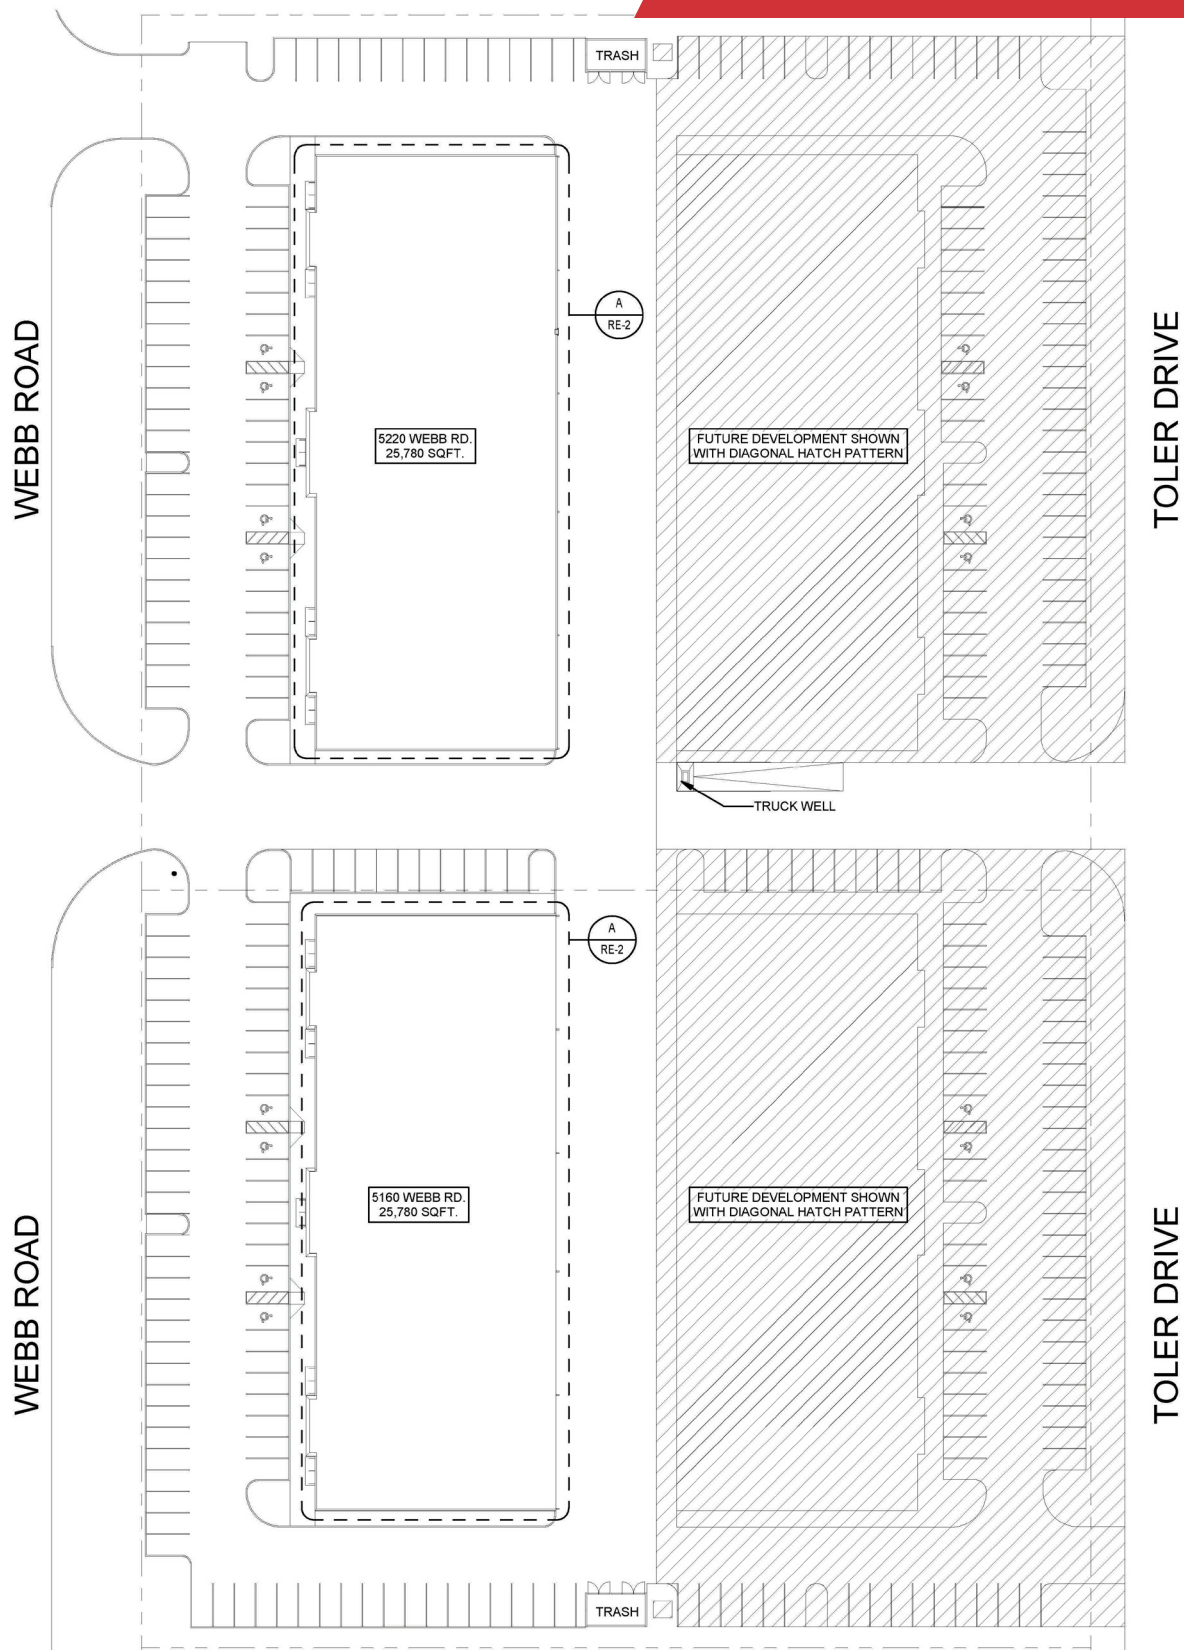 TRASH
WEBB ROAD
A
RE-2
5220 WEBB RD.
25,780 SQFT.
FUTURE DEVELOPMENT SHOWN
WITH DIAGONAL HATCH PATTERN
TOLER DRIVE
TRUCK WELL
A
RE-2
WEBB ROAD
5160 WEBB RD.
25,780 SQFT.
FUTURE DEVELOPMENT SHOWN
WITH DIAGONAL HATCH PATTERN
TOLER DRIVE
TRASH